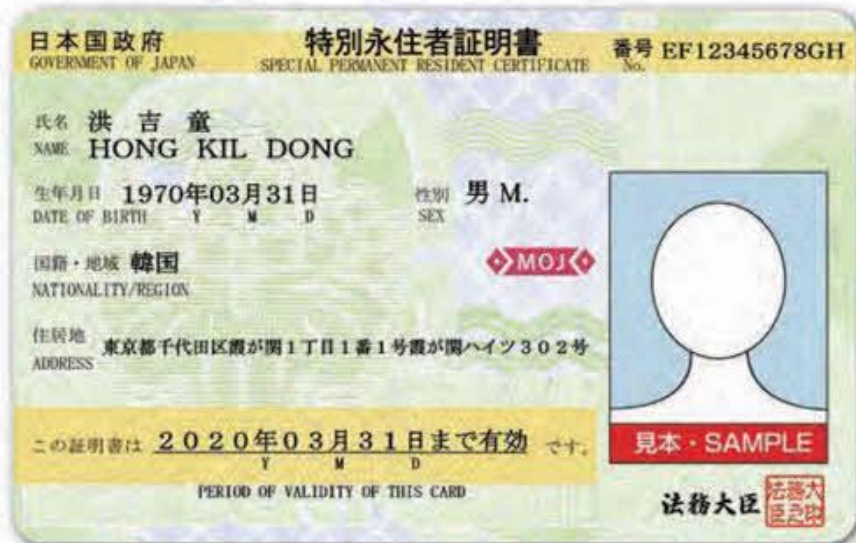 日本国政府 特別永住者証明書 番号 EF12345678GH
GOVERNMENT OF JAPAN SPECIAL PERMANENT RESIDENT CERTIFICATE No.
氏名 洪 吉 童
NAME HONG KIL DONG
生年月日 1970年03月31日 性別 男 M.
DATE OF BIRTH Y M D SEX
国籍・地域 韓国
NATIONALITY/REGION
MOJ
住居地 東京都千代田区霞が関1丁目1番1号霞が関ハイツ302号
ADDRESS
この証明書は 2020年03月31日まで有効 です。
Y M D
PERIOD OF VALIDITY OF THIS CARD
見本・SAMPLE
法務大臣
法務大臣之印